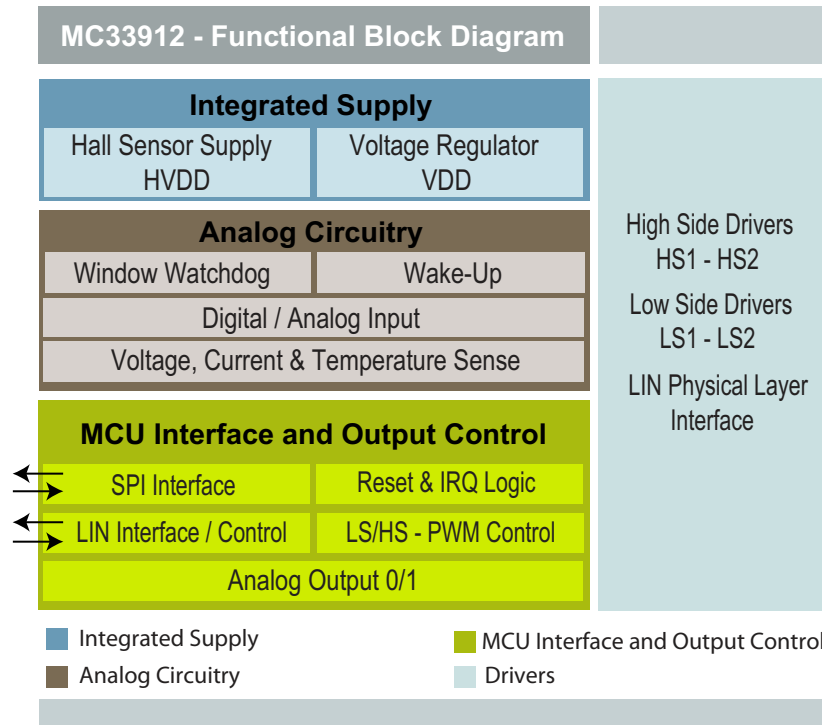 MC33912 - Functional Block Diagram
Integrated Supply
Hall Sensor Supply
HVDD
Voltage Regulator
VDD
Analog Circuitry
Window Watchdog
Wake-Up
Digital / Analog Input
Voltage, Current & Temperature Sense
MCU Interface and Output Control
SPI Interface
Reset & IRQ Logic
LIN Interface / Control
LS/HS - PWM Control
Analog Output 0/1
High Side Drivers
HS1 - HS2
Low Side Drivers
LS1 - LS2
LIN Physical Layer
Interface
Integrated Supply
MCU Interface and Output Control
Analog Circuitry
Drivers